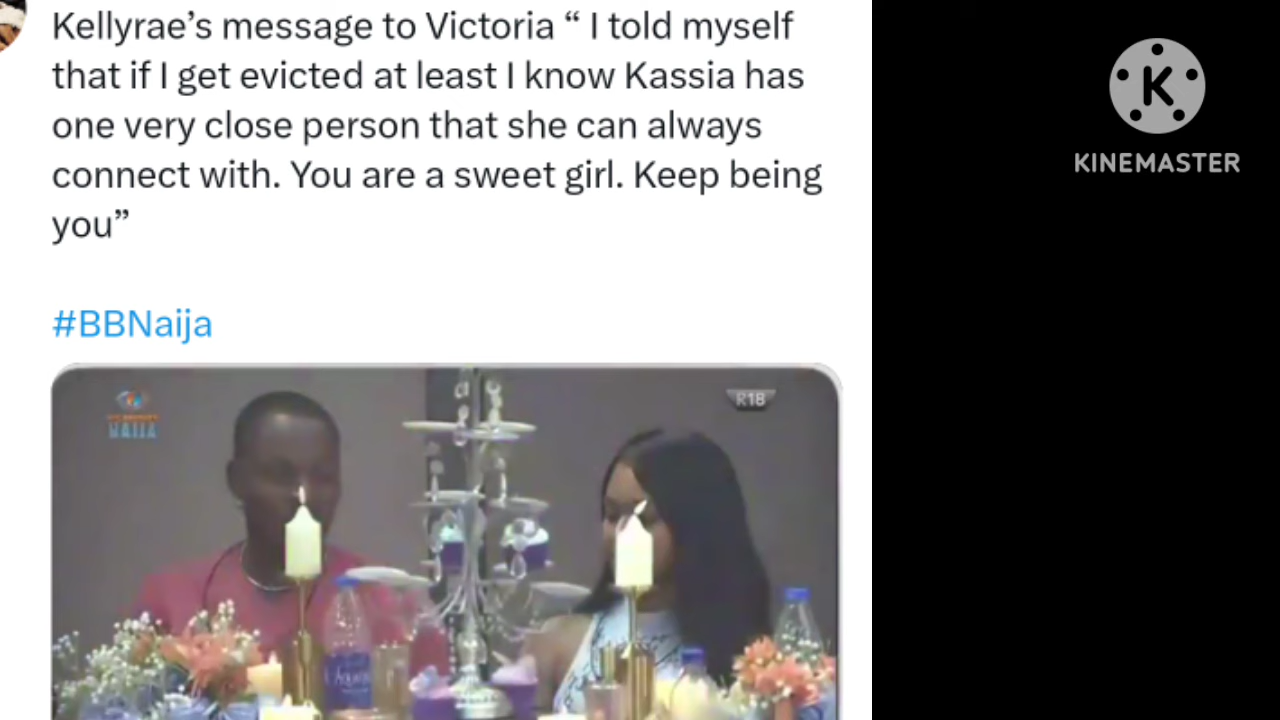 Kellyrae’s message to Victoria “ I told myself
that if I get evicted at least I know Kassia has
one very close person that she can always
connect with. You are a sweet girl. Keep being
you”
#BBNaija
KINEMASTER
R18
NAIJA